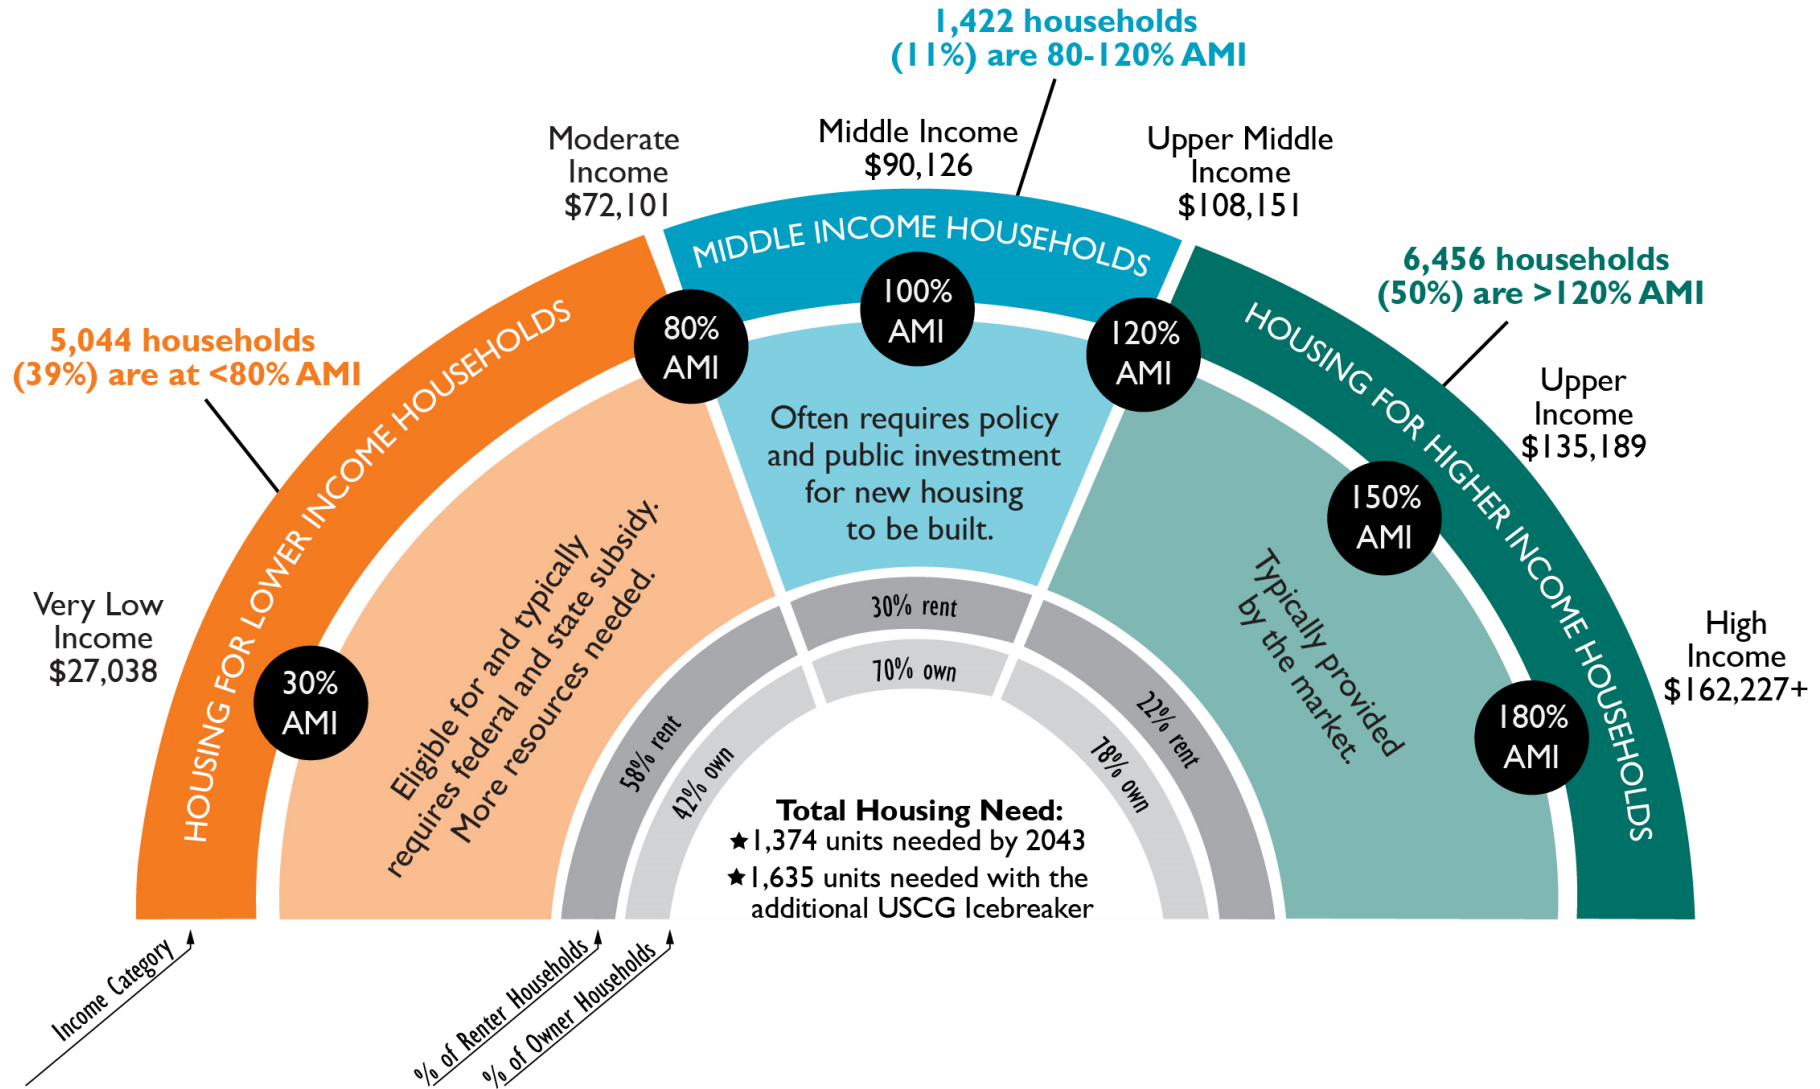 1,422 households
(11%) are 80-120% AMI
Moderate
Income
$72,101
Middle Income
$90,126
Upper Middle
Income
$108,151
MIDDLE INCOME HOUSEHOLDS
6,456 households
(50%) are >120% AMI
5,044 households
(39%) are at <80% AMI
HOUSING FOR LOWER INCOME HOUSEHOLDS
HOUSING FOR HIGHER INCOME HOUSEHOLDS
80%
AMI
100%
AMI
120%
AMI
Upper
Income
$135,189
150%
AMI
Often requires policy
and public investment
for new housing
to be built.
Very Low
Income
$27,038
30%
AMI
Eligible for and typically
requires federal and state subsidy.
More resources needed.
Typically provided
by the market.
High
Income
$162,227+
180%
AMI
30% rent
70% own
58% rent
42% own
22% rent
78% own
Total Housing Need:
★1,374 units needed by 2043
★1,635 units needed with the
additional USCG Icebreaker
Income Category
% of Renter Households
% of Owner Households